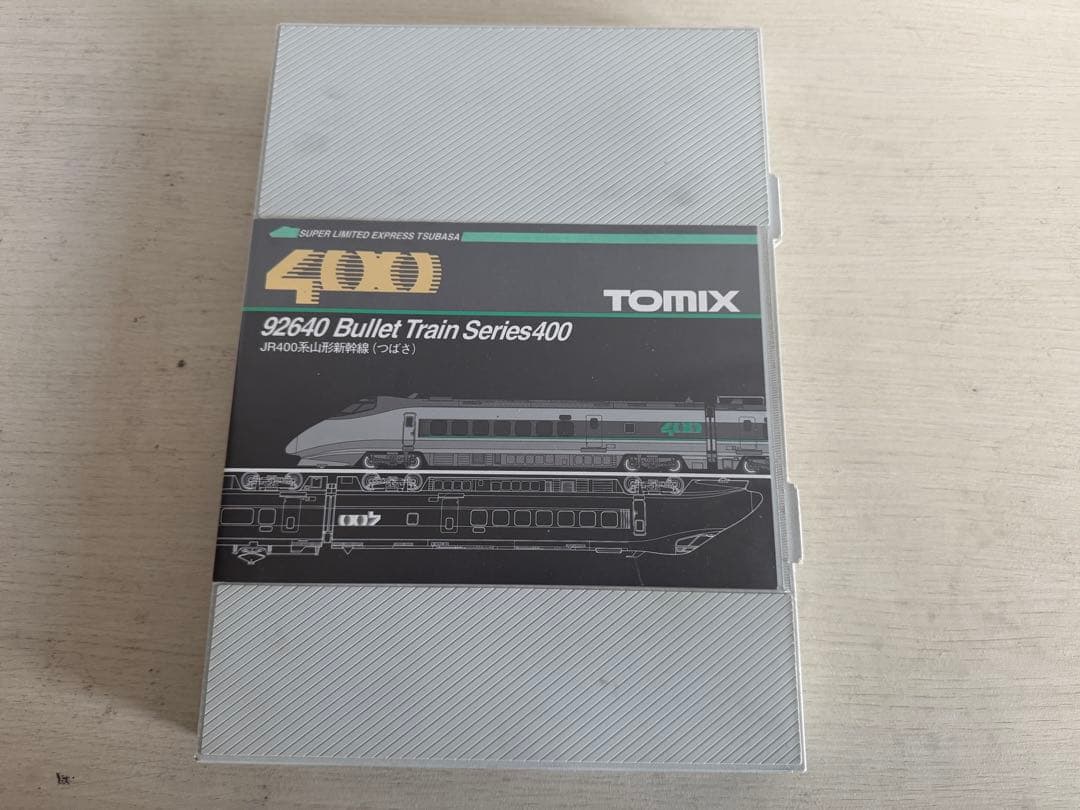 SUPER LIMITED EXPRESS TSUBASA
400
TOMIX
92640 Bullet Train Series400
JR400系山形新幹線(つばさ)
400
400